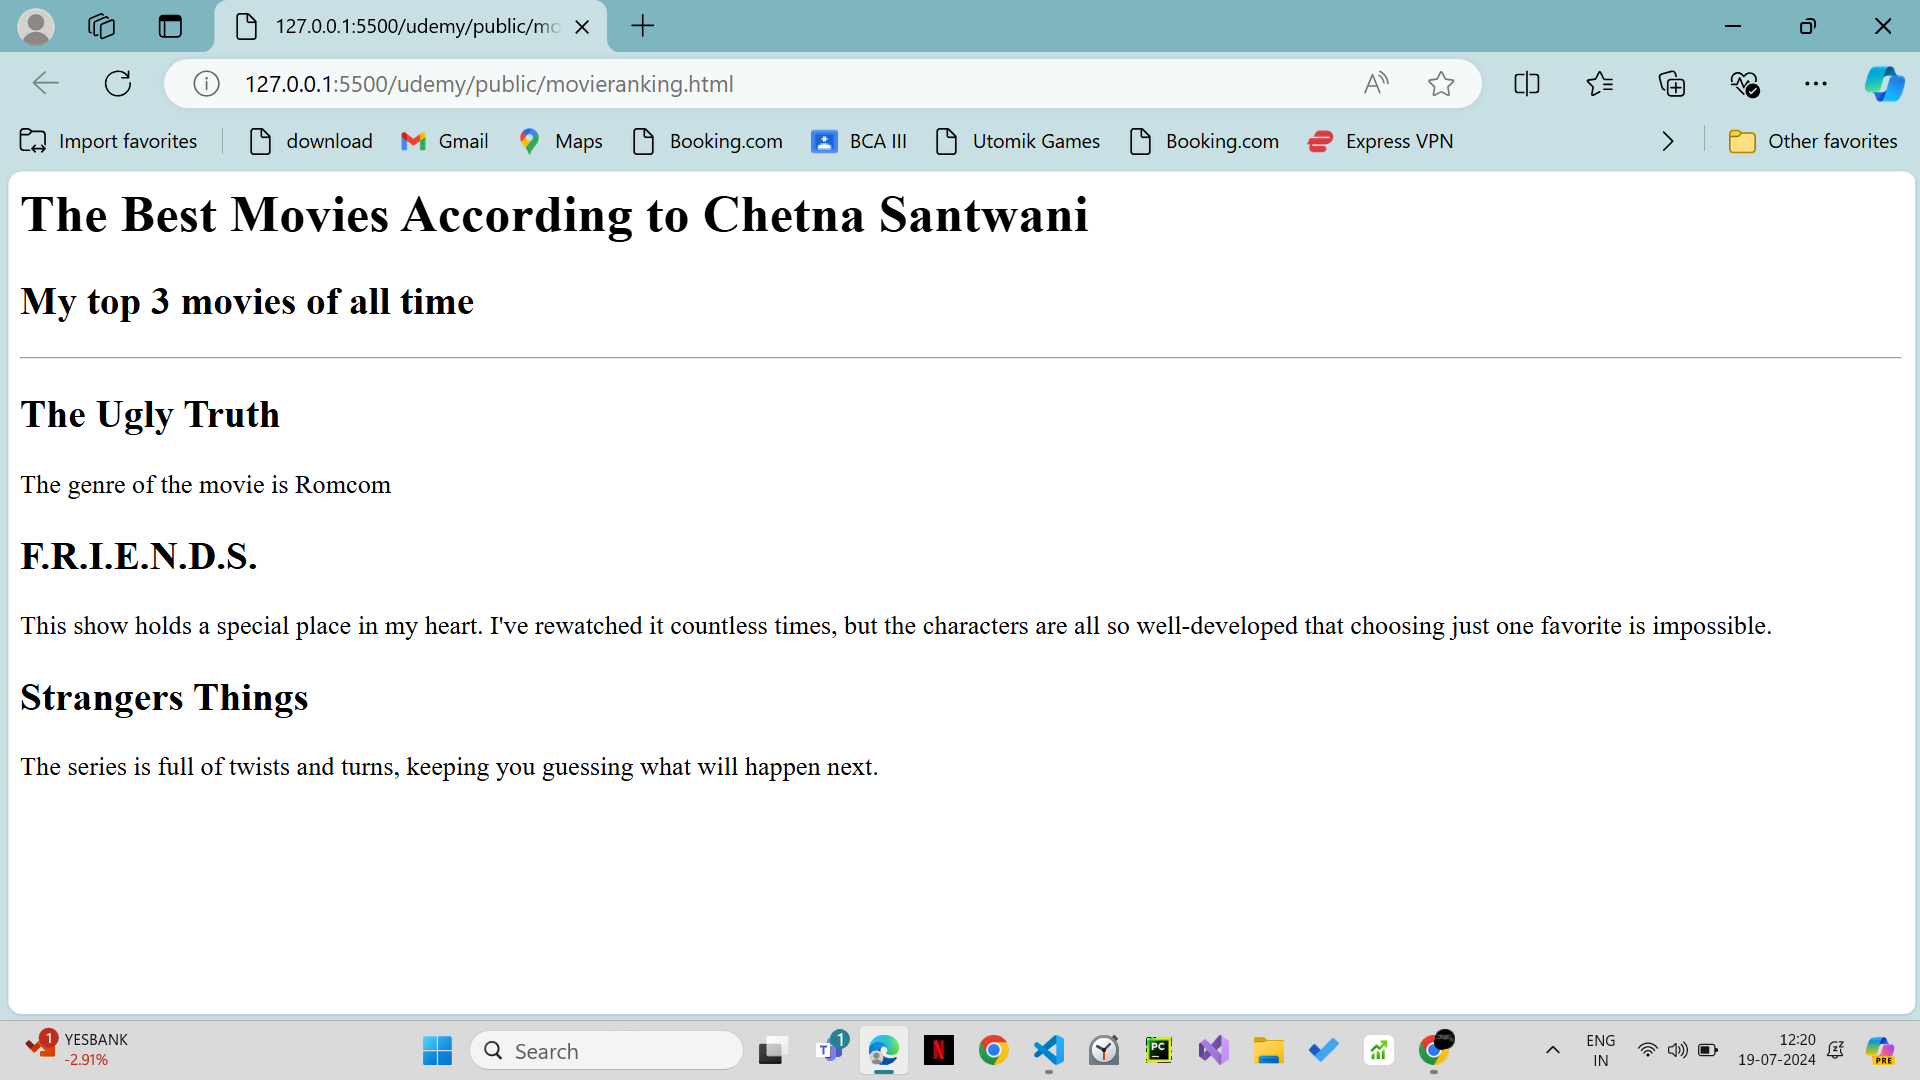 127.0.0.1:5500/udemy/public/mo
127.0.0.1:5500/udemy/public/movieranking.html
Import favorites download Gmail Maps Booking.com BCA III Utomik Games Booking.com Express VPN Other favorites
The Best Movies According to Chetna Santwani
My top 3 movies of all time
The Ugly Truth
The genre of the movie is Romcom
F.R.I.E.N.D.S.
This show holds a special place in my heart. I've rewatched it countless times, but the characters are all so well-developed that choosing just one favorite is impossible.
Strangers Things
The series is full of twists and turns, keeping you guessing what will happen next.
1 YESBANK
-2.91%
Search
1
ENG
IN
12:20
19-07-2024
PRE